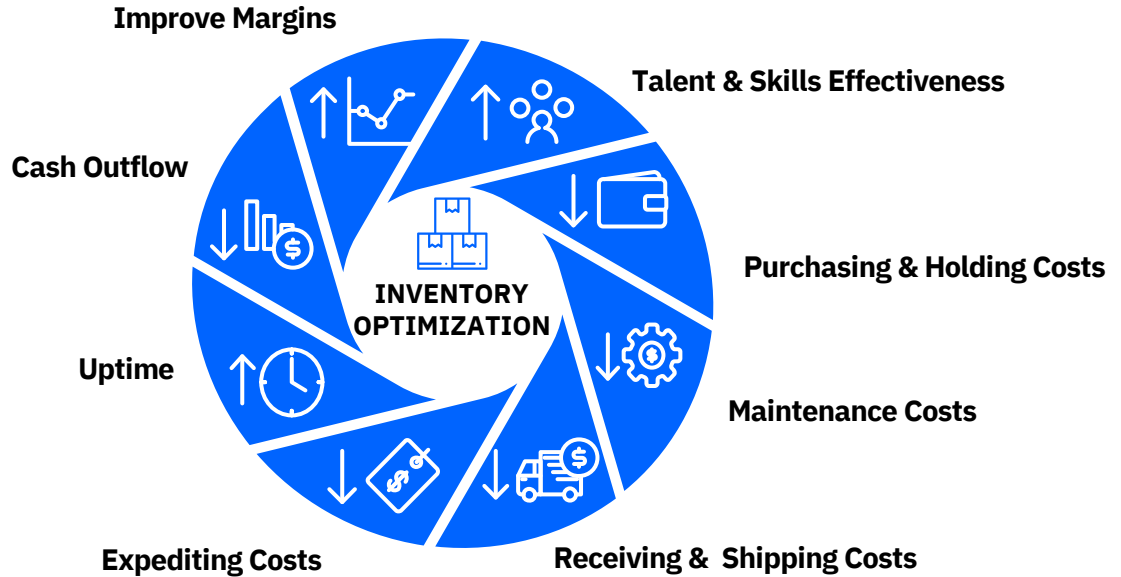 Improve Margins
Talent & Skills Effectiveness
Cash Outflow
Purchasing & Holding Costs
INVENTORY
OPTIMIZATION
Uptime
Maintenance Costs
Expediting Costs
Receiving & Shipping Costs
$
$
$
$